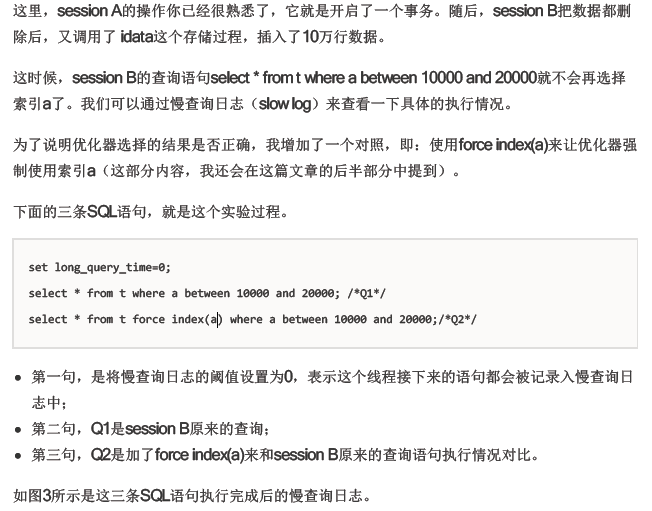 这里，session A的操作你已经很熟悉了，它就是开启了一个事务。随后，session B把数据都删
除后，又调用了 idata这个存储过程，插入了10万行数据。
这时候，session B的查询语句select * from t where a between 10000 and 20000就不会再选择
索引a了。我们可以通过慢查询日志（slow log）来查看一下具体的执行情况。
为了说明优化器选择的结果是否正确，我增加了一个对照，即：使用force index(a)来让优化器强
制使用索引a（这部分内容，我还会在这篇文章的后半部分中提到）。
下面的三条SQL语句，就是这个实验过程。
set long_query_time=0;
select * from t where a between 10000 and 20000; /*Q1*/
select * from t force index(a) where a between 10000 and 20000;/*Q2*/
• 第一句，是将慢查询日志的阈值设置为0，表示这个线程接下来的语句都会被记录入慢查询日
志中；
• 第二句，Q1是session B原来的查询；
• 第三句，Q2是加了force index(a)来和session B原来的查询语句执行情况对比。
如图3所示是这三条SQL语句执行完成后的慢查询日志。